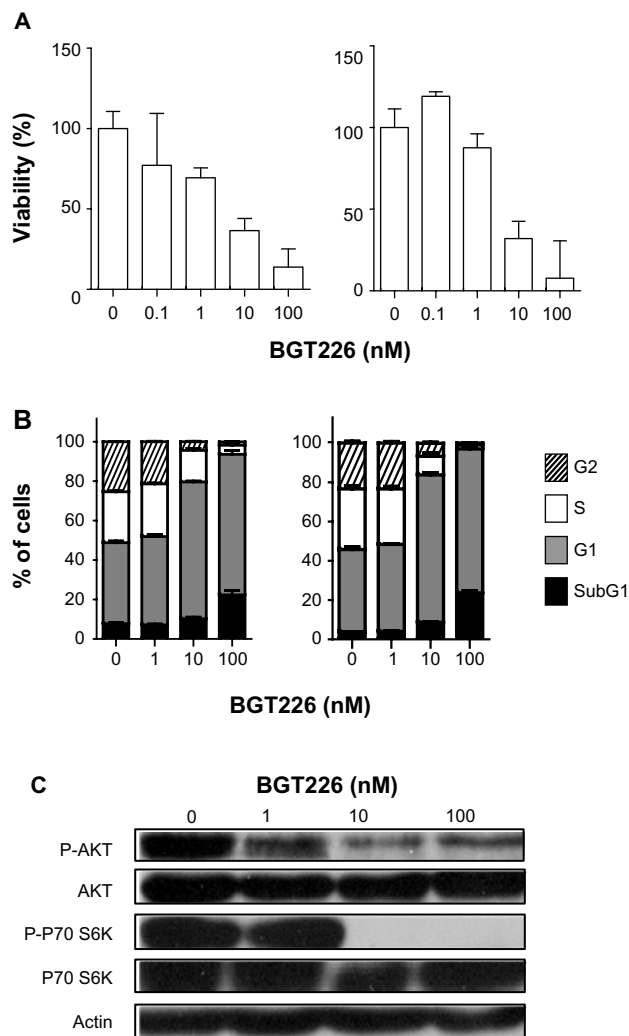 A
Viability (%)
150
100
50
0
0 0.1 1 10 100
150
100
50
0
0 0.1 1 10 100
BGT226 (nM)
B
% of cells
100
80
60
40
20
0
0 1 10 100
100
80
60
40
20
0
0 1 10 100
G2
S
G1
SubG1
BGT226 (nM)
C
BGT226 (nM)
0 1 10 100
P-AKT
AKT
P-P70 S6K
P70 S6K
Actin